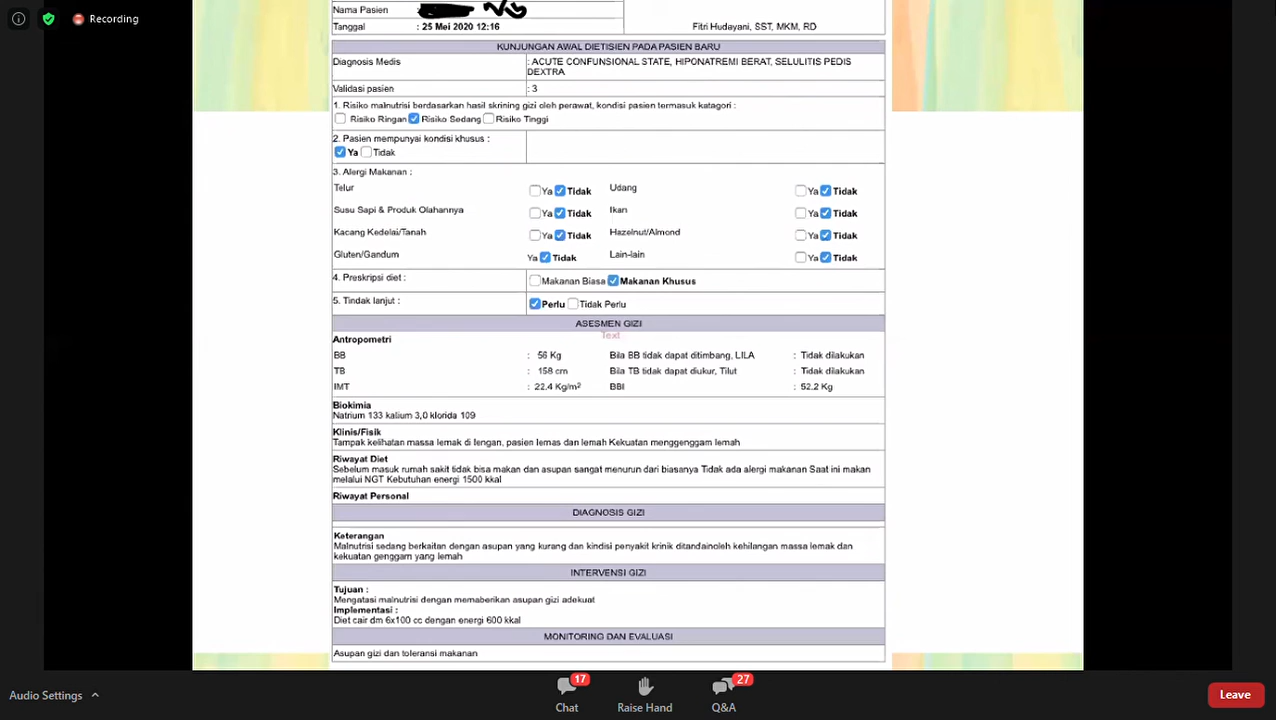 Recording
Nama Pasien :
Tanggal : 25 Mei 2020 12:16 Fitri Hudayani, SST, MKM, RD
KUNJUNGAN AWAL DIETISIEN PADA PASIEN BARU
Diagnosis Medis : ACUTE CONFUNSIONAL STATE, HIPONATREMI BERAT, SELULITIS PEDIS
DEXTRA
Validasi pasien : 3
1. Risiko malnutrisi berdasarkan hasil skrining gizi oleh perawat, kondisi pasien termasuk katagori :
Risiko Ringan Risiko Sedang Risiko Tinggi
2. Pasien mempunyai kondisi khusus :
Ya Tidak
3. Alergi Makanan :
Telur Ya Tidak Udang Ya Tidak
Susu Sapi & Produk Olahannya Ya Tidak Ikan Ya Tidak
Kacang Kedelai/Tanah Ya Tidak Hazelnut/Almond Ya Tidak
Gluten/Gandum Ya Tidak Lain-lain Ya Tidak
4. Preskripsi diet : Makanan Biasa Makanan Khusus
5. Tindak lanjut : Perlu Tidak Perlu
ASESMEN GIZI
Text
Antropometri
BB : 56 Kg Bila BB tidak dapat ditimbang, LILA : Tidak dilakukan
TB : 158 cm Bila TB tidak dapat diukur, Tilut : Tidak dilakukan
IMT : 22.4 Kg/m² BBI : 52.2 Kg
Biokimia
Natrium 133 kalium 3,0 klorida 109
Klinis/Fisik
Tampak kelihatan massa lemak di lengan, pasien lemas dan lemah Kekuatan menggenggam lemah
Riwayat Diet
Sebelum masuk rumah sakit tidak bisa makan dan asupan sangat menurun dari biasanya Tidak ada alergi makanan Saat ini makan
melalui NGT Kebutuhan energi 1500 kkal
Riwayat Personal
DIAGNOSIS GIZI
Keterangan
Malnutrisi sedang berkaitan dengan asupan yang kurang dan kindisi penyakit krinik ditandainoleh kehilangan massa lemak dan
kekuatan genggam yang lemah
INTERVENSI GIZI
Tujuan :
Mengatasi malnutrisi dengan memaberikan asupan gizi adekuat
Implementasi :
Diet cair dm 6x100 cc dengan energi 600 kkal
MONITORING DAN EVALUASI
Asupan gizi dan toleransi makanan
Audio Settings
17
Chat
Raise Hand
27
Q&A
Leave